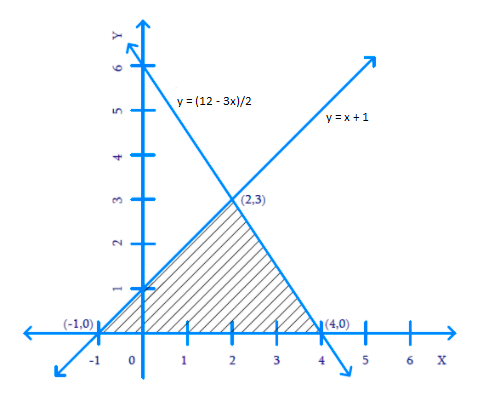 Y
6
y = (12 - 3x)/2
5
y = x + 1
4
3
(2,3)
2
1
(-1,0)
(4,0)
-1 0 1 2 3 4 5 6 X